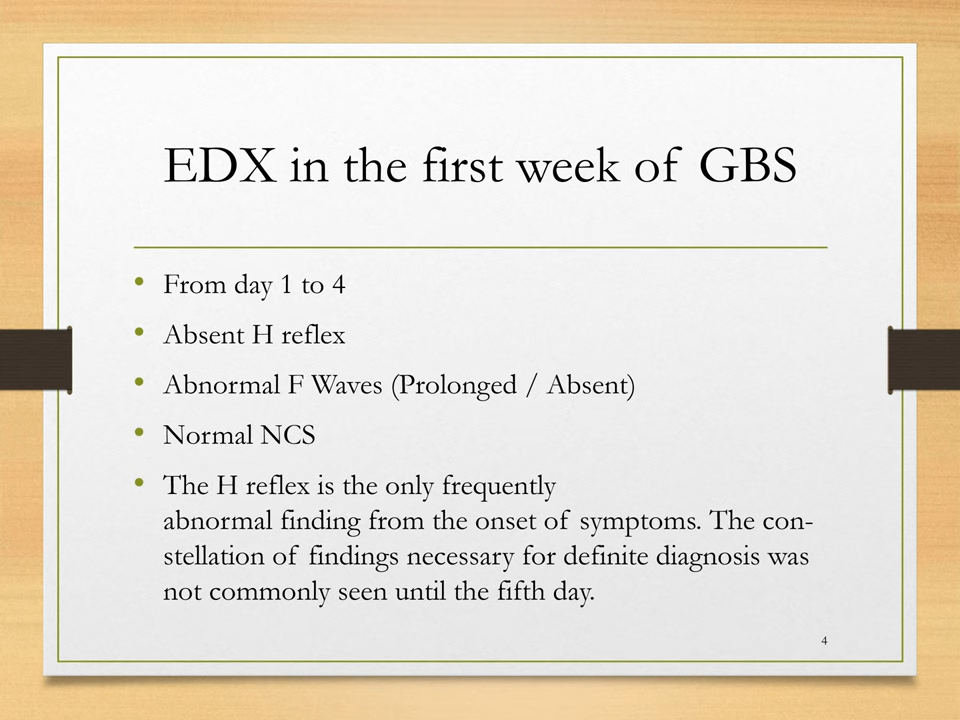 EDX in the first week of GBS
• From day 1 to 4
• Absent H reflex
• Abnormal F Waves (Prolonged / Absent)
• Normal NCS
• The H reflex is the only frequently
abnormal finding from the onset of symptoms. The con-
stellation of findings necessary for definite diagnosis was
not commonly seen until the fifth day.
4